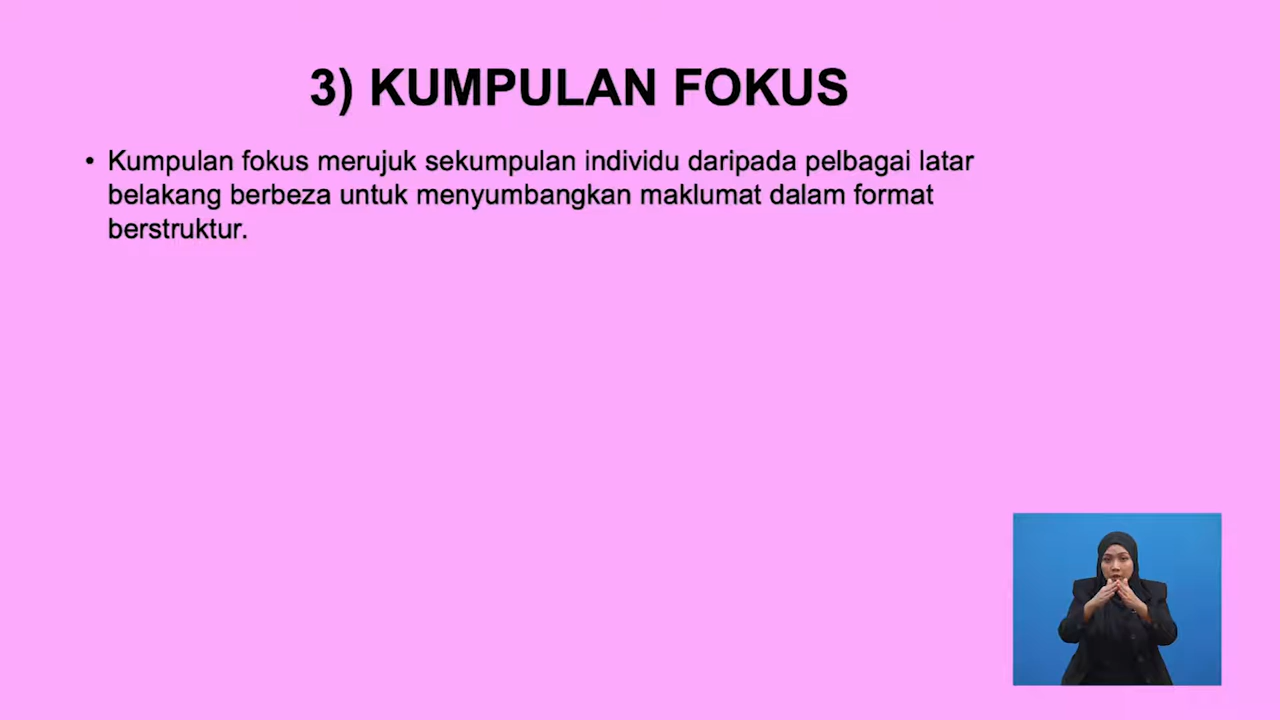 3) KUMPULAN FOKUS
• Kumpulan fokus merujuk sekumpulan individu daripada pelbagai latar
belakang berbeza untuk menyumbangkan maklumat dalam format
berstruktur.